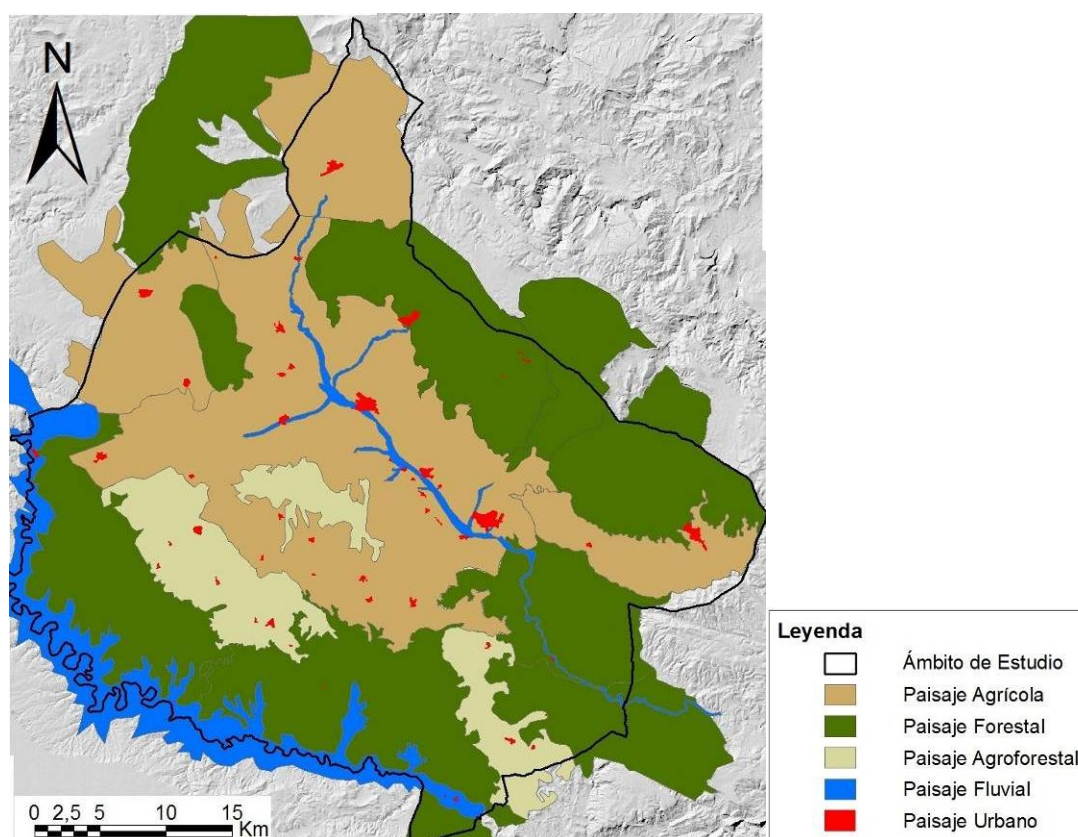 N
0 2,5 5 10 15
Km
Leyenda
Ámbito de Estudio
Paisaje Agrícola
Paisaje Forestal
Paisaje Agroforestal
Paisaje Fluvial
Paisaje Urbano